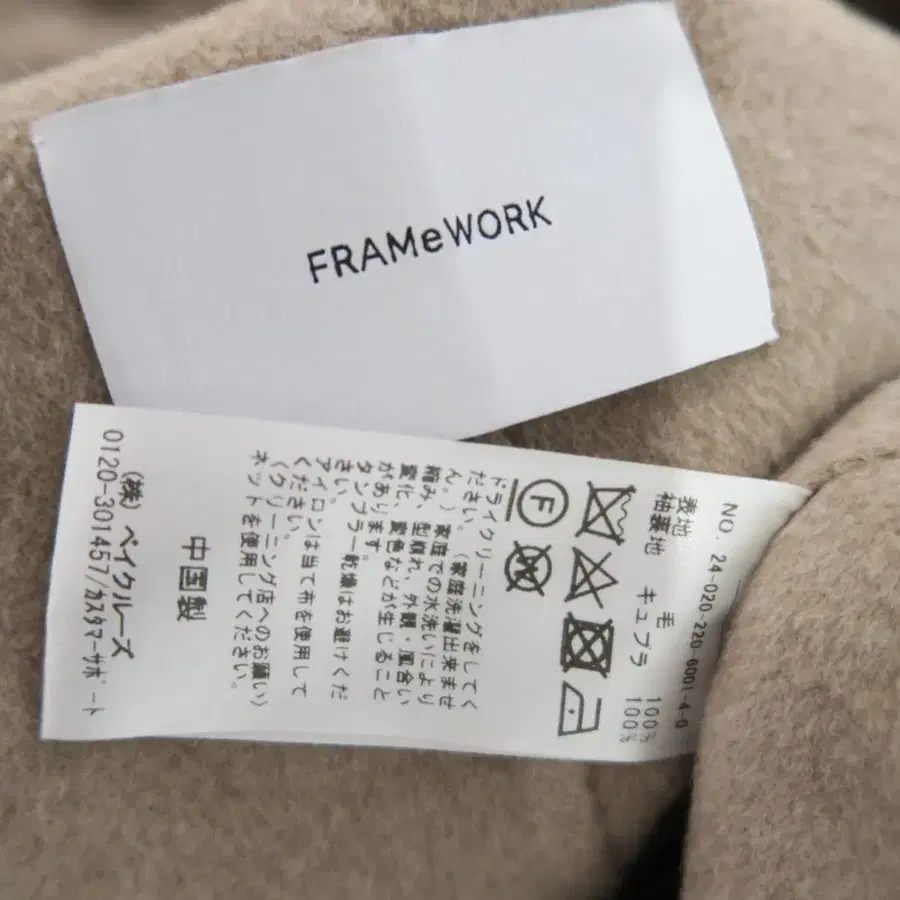 FRAMeWORK
NO. 24-020-220-6001-4-0
表地 毛 100%
袖裏地 キュプラ 100%
F
W
ドライクリーニングをしてく
ださい。(家庭洗濯出来ませ
ん。) 家庭での水洗いにより
縮み、型崩れ、外観・風合い
変化、変色などが生じること
があります。
タンブラー乾燥はお避けくだ
さい。
アイロンは当て布を使用して
ください。
(クリーニング店へのお願い)
ネットを使用してください。
中国製
(株) ベイクルーズ
0120-301457/カスタマーサポート